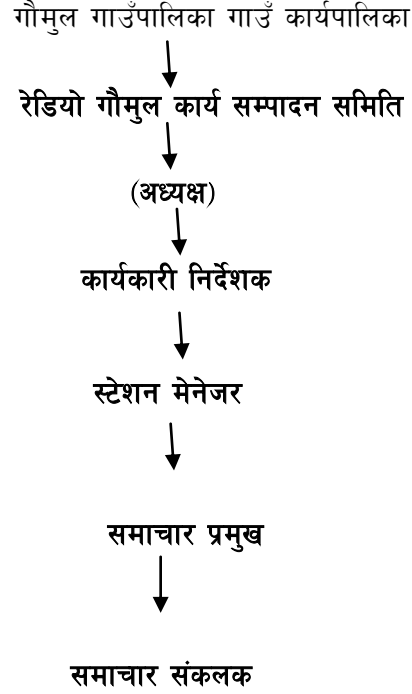 गौमुल गाउँपालिका गाउँ कार्यपालिका
रेडियो गौमुल कार्य सम्पादन समिति
(अध्यक्ष)
कार्यकारी निर्देशक
स्टेशन मेनेजर
समाचार प्रमुख
समाचार संकलक